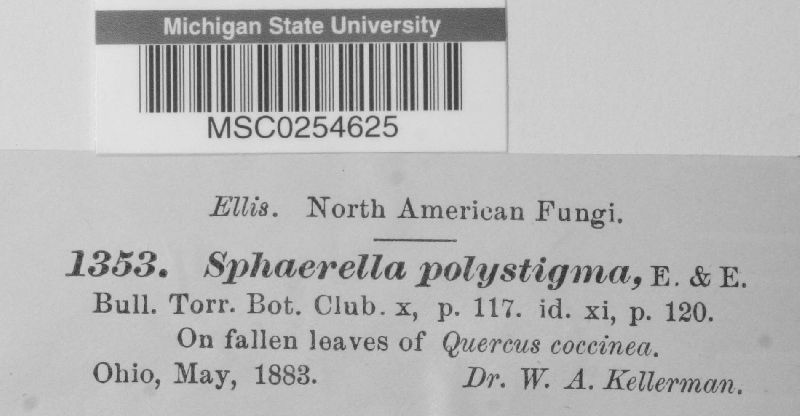 Michigan State University
MSC0254625
Ellis. North American Fungi.
1353. Sphaerella polystigma, E. & E.
Bull. Torr. Bot. Club. x, p. 117. id. xi, p. 120.
On fallen leaves of Quercus coccinea.
Ohio, May, 1883. Dr. W. A. Kellerman.